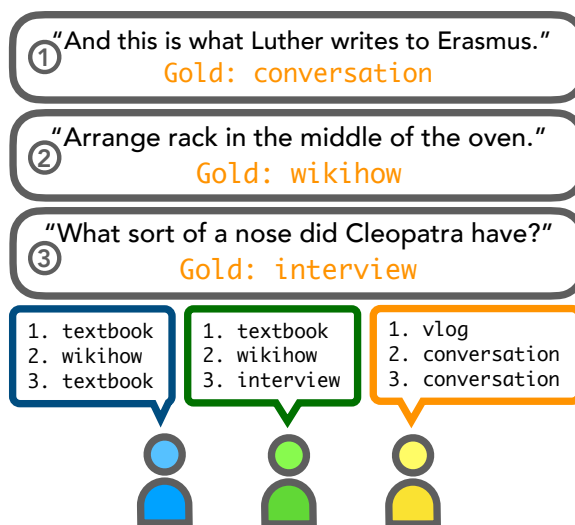 ① "And this is what Luther writes to Erasmus."
Gold: conversation
② "Arrange rack in the middle of the oven."
Gold: wikihow
③ "What sort of a nose did Cleopatra have?"
Gold: interview
1. textbook
2. wikihow
3. textbook
1. textbook
2. wikihow
3. interview
1. vlog
2. conversation
3. conversation